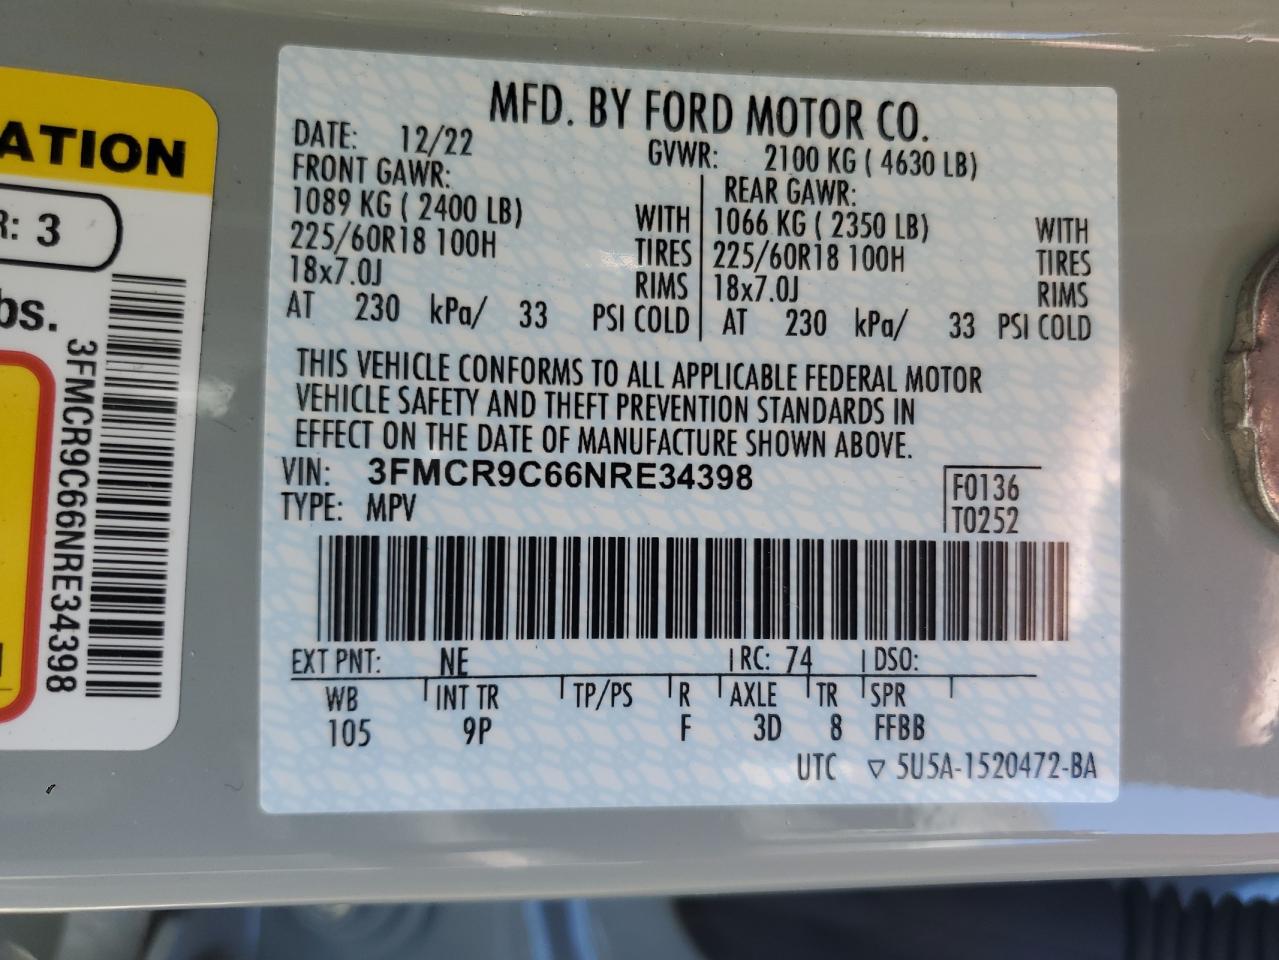 ATION
R: 3
bs.
3FMCR9C66NRE34398
MFD. BY FORD MOTOR CO.
DATE: 12/22
GVWR: 2100 KG ( 4630 LB)
FRONT GAWR:
1089 KG ( 2400 LB) WITH
225/60R18 100H TIRES
18x7.0J RIMS
AT 230 kPa/ 33 PSI COLD
REAR GAWR:
1066 KG ( 2350 LB) WITH
225/60R18 100H TIRES
18x7.0J RIMS
AT 230 kPa/ 33 PSI COLD
THIS VEHICLE CONFORMS TO ALL APPLICABLE FEDERAL MOTOR
VEHICLE SAFETY AND THEFT PREVENTION STANDARDS IN
EFFECT ON THE DATE OF MANUFACTURE SHOWN ABOVE.
VIN: 3FMCR9C66NRE34398
TYPE: MPV
F0136
T0252
EXT PNT: NE RC: 74 DSO:
WB INT TR TP/PS R AXLE TR SPR
105 9P F 3D 8 FFBB
UTC ▽ 5U5A-1520472-BA